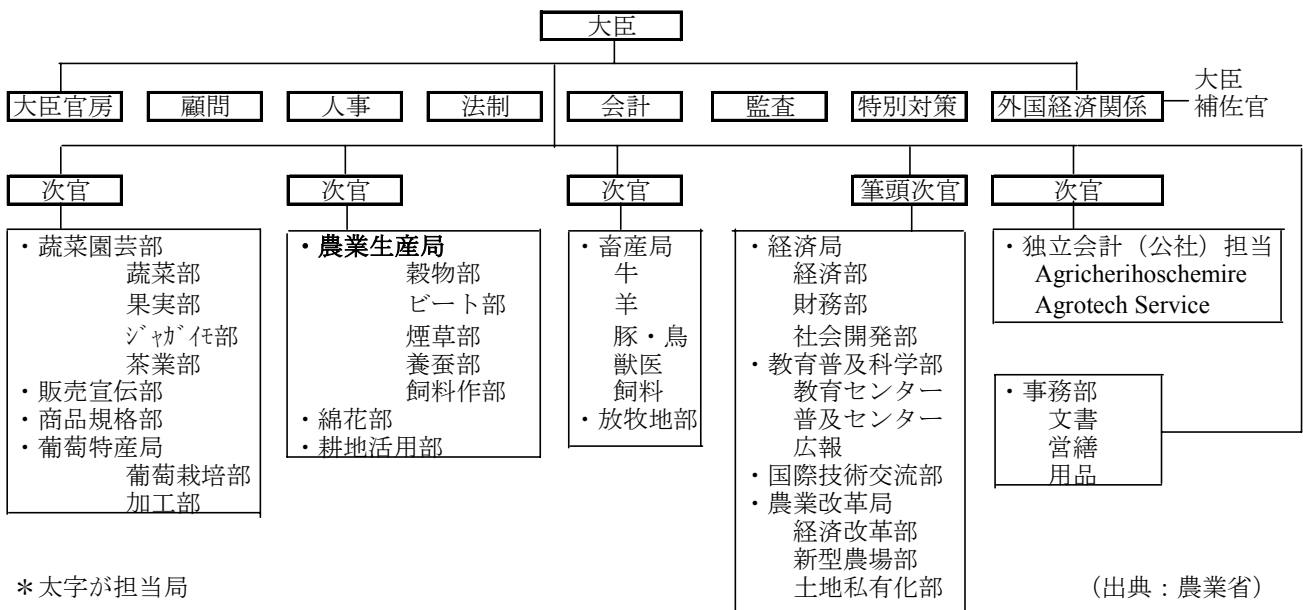 大臣
大臣官房
顧問
人事
法制
会計
監査
特別対策
外国経済関係
大臣
補佐官
次官
次官
次官
筆頭次官
次官
・蔬菜園芸部
蔬菜部
果実部
ｼﾞｬｶﾞｲﾓ部
茶業部
・販売宣伝部
・商品規格部
・葡萄特産局
葡萄栽培部
加工部
・農業生産局
穀物部
ビート部
煙草部
養蚕部
飼料作部
・綿花部
・耕地活用部
・畜産局
牛
羊
豚・鳥
獣医
飼料
・放牧地部
・経済局
経済部
財務部
社会開発部
・教育普及科学部
教育センター
普及センター
広報
・国際技術交流部
・農業改革局
経済改革部
新型農場部
土地私有化部
・独立会計（公社）担当
Agricherihoschemire
Agrotech Service
・事務部
文書
営繕
用品
＊太字が担当局
（出典：農業省）